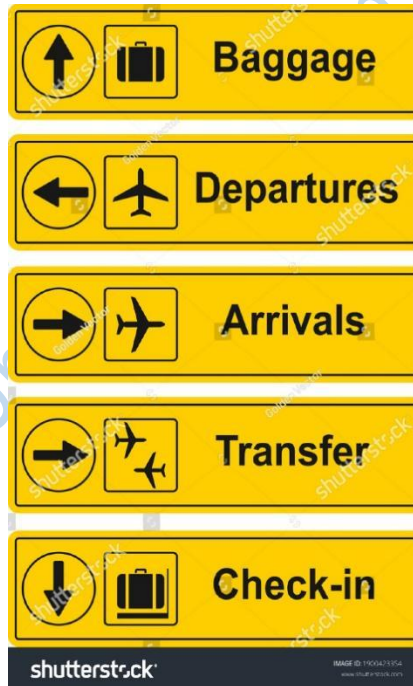 Baggage
Departures
Arrivals
Transfer
Check-in
shutterstock
IMAGE ID: 1900423354
www.shutterstock.com